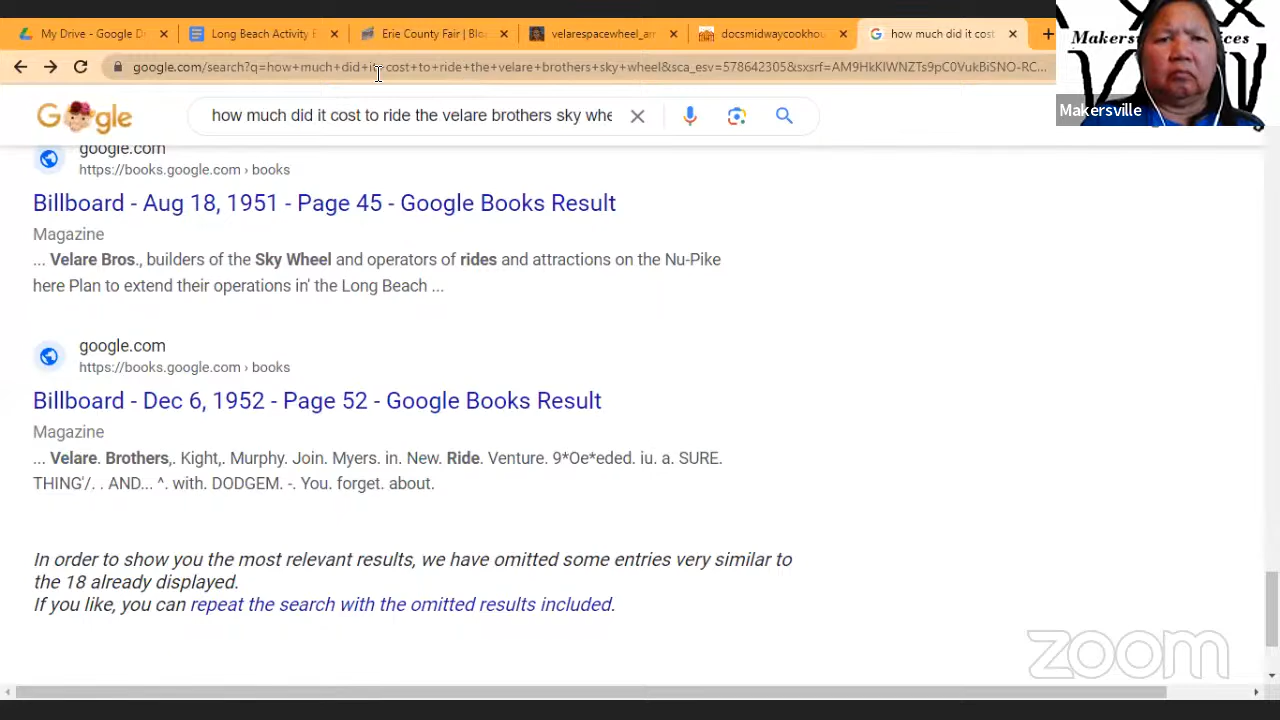 My Drive - Google D
Long Beach Activity
Erie County Fair | Blo
velarespacewheel_am
docsmidwaycookhou
how much did it cost
google.com/search?q=how+much+did+it+cost+to+ride+the+velare+brothers+sky+wheel&sca_esv=578642305&sxsrf=AM9HkKlWNZTs9pC0VukBiSNO-RC...
Makersville
Google
how much did it cost to ride the velare brothers sky whe
google.com
https://books.google.com › books
Billboard - Aug 18, 1951 - Page 45 - Google Books Result
Magazine
... Velare Bros., builders of the Sky Wheel and operators of rides and attractions on the Nu-Pike
here Plan to extend their operations in' the Long Beach ...
google.com
https://books.google.com › books
Billboard - Dec 6, 1952 - Page 52 - Google Books Result
Magazine
... Velare. Brothers,. Kight,. Murphy. Join. Myers. in. New. Ride. Venture. 9*Oe*eded. iu. a. SURE.
THING'/. . AND... ^. with. DODGEM. -. You. forget. about.
In order to show you the most relevant results, we have omitted some entries very similar to
the 18 already displayed.
If you like, you can repeat the search with the omitted results included.
zoom